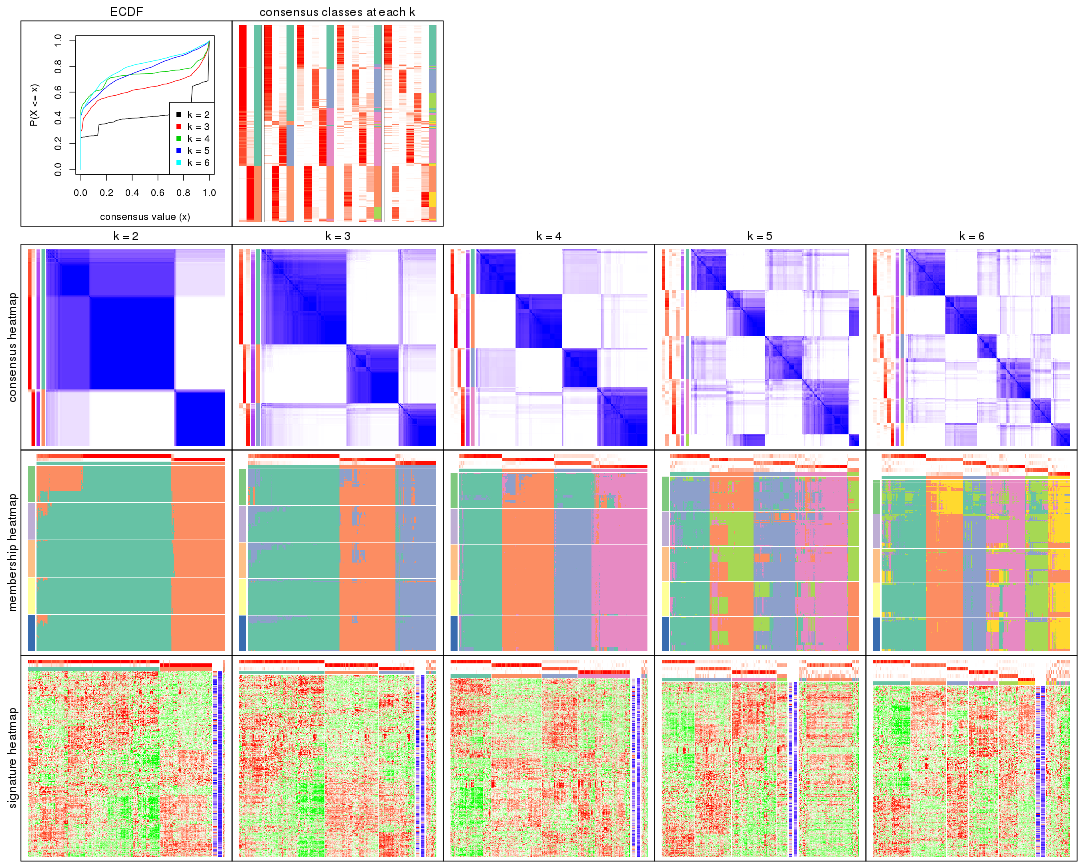 ECDF
consensus classes at each k
P(X <= x)
0.0 0.2 0.4 0.6 0.8 1.0
k = 2
k = 3
k = 4
k = 5
k = 6
0.0 0.2 0.4 0.6 0.8 1.0
consensus value (x)
k = 2 k = 3 k = 4 k = 5 k = 6
consensus heatmap
membership heatmap
signature heatmap